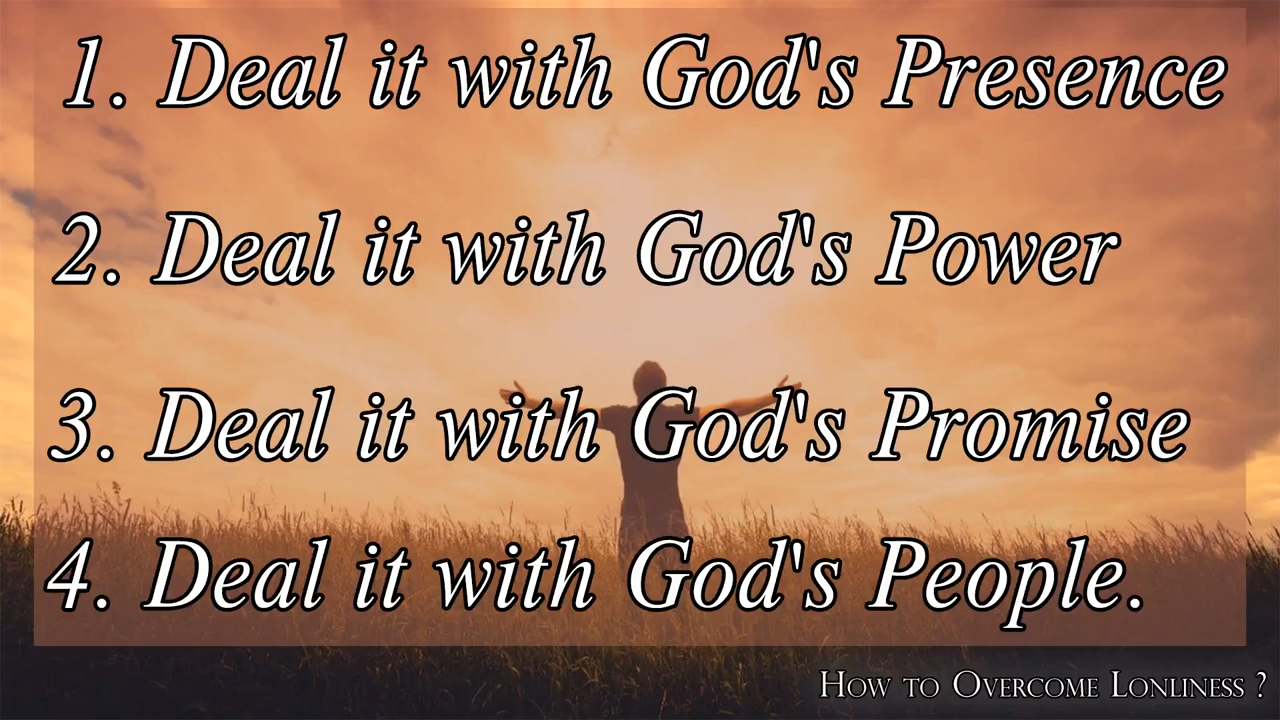 1. Deal it with God's Presence
2. Deal it with God's Power
3. Deal it with God's Promise
4. Deal it with God's People.
How to Overcome Lonliness ?